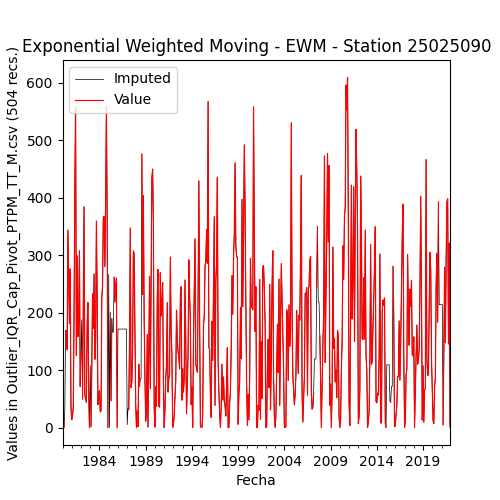 Exponential Weighted Moving - EWM - Station 25025090
Imputed
Value
Values in Outlier_IQR_Cap_Pivot_PTPM_TT_M.csv (504 recs.)
600
500
400
300
200
100
0
1984 1989 1994 1999 2004 2009 2014 2019
Fecha